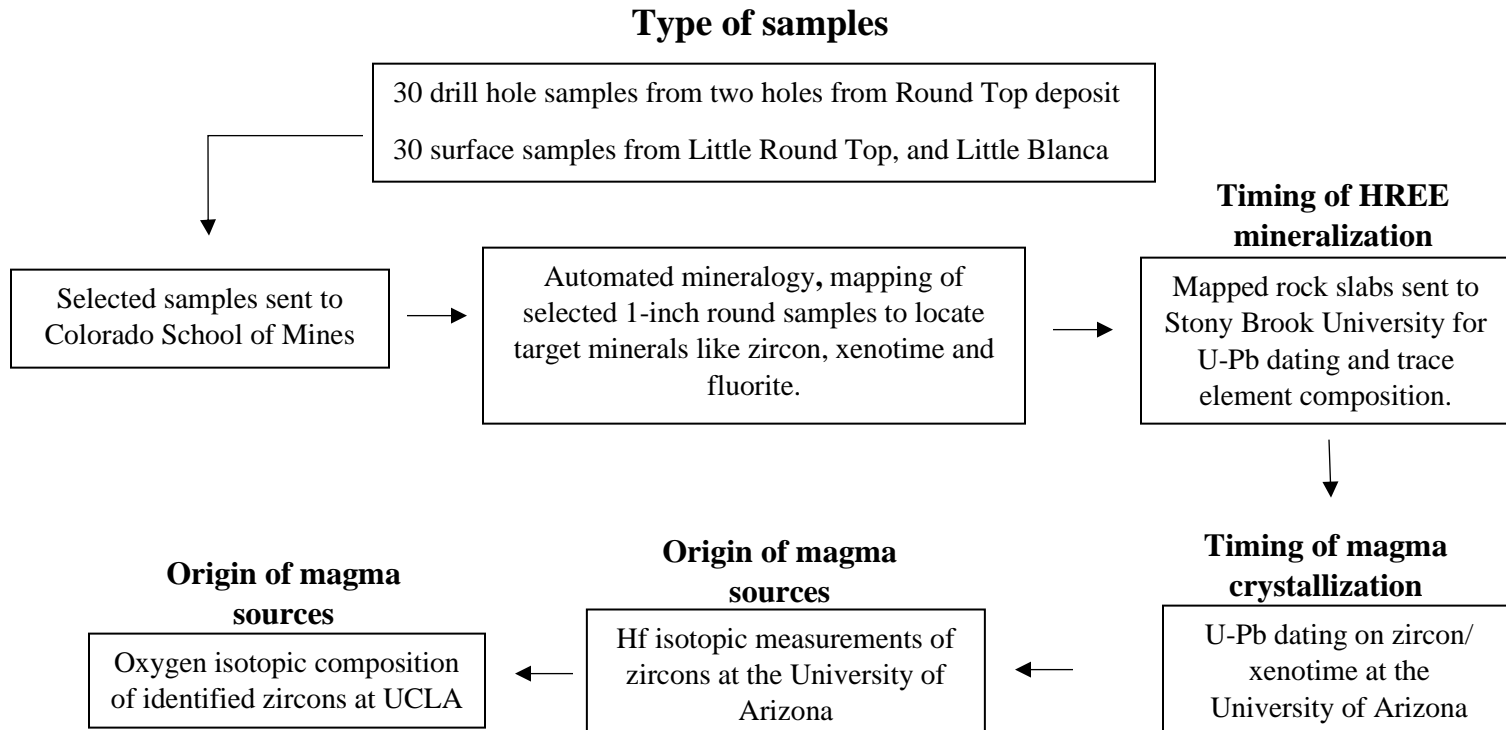 Type of samples
30 drill hole samples from two holes from Round Top deposit
30 surface samples from Little Round Top, and Little Blanca
Selected samples sent to
Colorado School of Mines
Automated mineralogy, mapping of
selected 1-inch round samples to locate
target minerals like zircon, xenotime and
fluorite.
Timing of HREE
mineralization
Mapped rock slabs sent to
Stony Brook University for
U-Pb dating and trace
element composition.
Timing of magma
crystallization
U-Pb dating on zircon/
xenotime at the
University of Arizona
Origin of magma
sources
Hf isotopic measurements of
zircons at the University of
Arizona
Origin of magma
sources
Oxygen isotopic composition
of identified zircons at UCLA